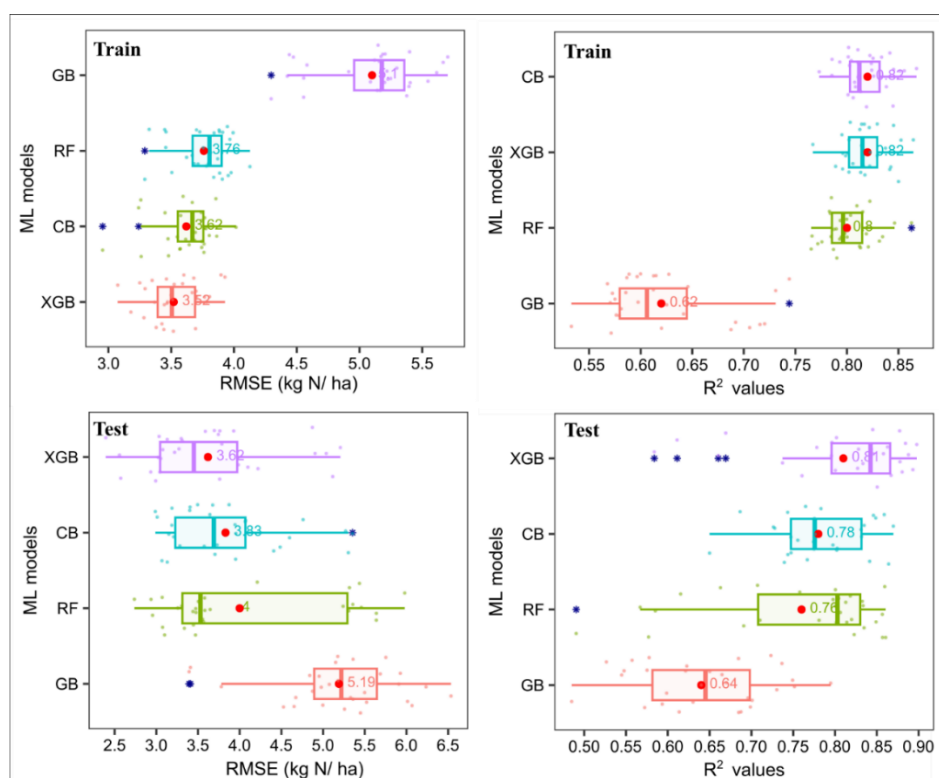 Train
ML models
GB
RF
CB
XGB
5.1
3.76
3.62
3.52
3.0 3.5 4.0 4.5 5.0 5.5
RMSE (kg N/ ha)
Train
ML models
CB
XGB
RF
GB
0.82
0.82
0.8
0.62
0.55 0.60 0.65 0.70 0.75 0.80 0.85
R² values
Test
ML models
XGB
CB
RF
GB
3.62
3.83
4
5.19
2.5 3.0 3.5 4.0 4.5 5.0 5.5 6.0 6.5
RMSE (kg N/ ha)
Test
ML models
XGB
CB
RF
GB
0.81
0.78
0.76
0.64
0.50 0.55 0.60 0.65 0.70 0.75 0.80 0.85 0.90
R² values